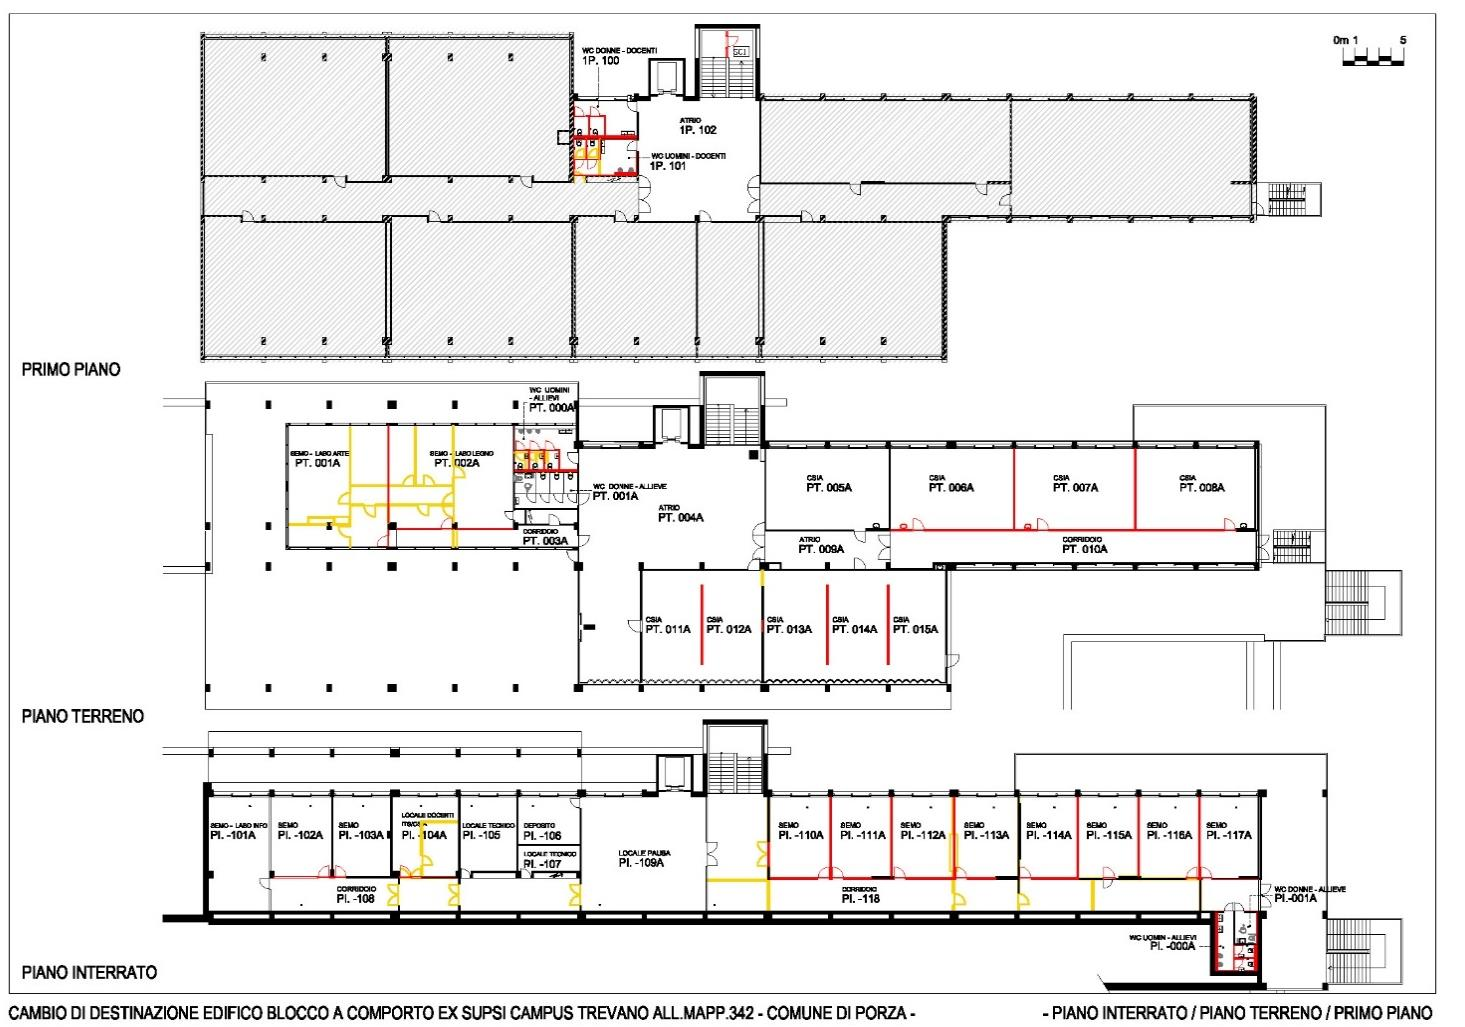 0m 1 5
WC DONNE - DOCENTI
1P. 100
SC1
ATRIO
1P. 102
WC UOMINI - DOCENTI
1P. 101
PRIMO PIANO
WC UOMINI
- ALLIEVI
PT. 000A
SEMO - LABO ARTE
PT. 001A
SEMO - LABO LEGNO
PT. 002A
WC DONNE - ALLIEVE
PT. 001A
ATRIO
PT. 004A
CORRIDOIO
PT. 003A
CSIA
PT. 005A
CSIA
PT. 006A
CSIA
PT. 007A
CSIA
PT. 008A
ATRIO
PT. 009A
CORRIDOIO
PT. 010A
CSIA
PT. 011A
CSIA
PT. 012A
CSIA
PT. 013A
CSIA
PT. 014A
CSIA
PT. 015A
PIANO TERRENO
SEMO - LABO INFO
PI. -101A
SEMO
PI. -102A
SEMO
PI. -103A
LOCALE DOCENTI
PI. -104A
LOCALE TECNICO
PI. -105
DEPOSITO
PI. -106
LOCALE TECNICO
PI. -107
CORRIDOIO
PI. -108
LOCALE PAUSA
PI. -109A
SEMO
PI. -110A
SEMO
PI. -111A
SEMO
PI. -112A
SEMO
PI. -113A
SEMO
PI. -114A
SEMO
PI. -115A
SEMO
PI. -116A
SEMO
PI. -117A
CORRIDOIO
PI. -118
WC DONNE - ALLIEVE
PI.-001A
WC UOMIN - ALLIEVI
PI. -000A
PIANO INTERRATO
CAMBIO DI DESTINAZIONE EDIFICO BLOCCO A COMPORTO EX SUPSI CAMPUS TREVANO ALL.MAPP.342 - COMUNE DI PORZA -
- PIANO INTERRATO / PIANO TERRENO / PRIMO PIANO